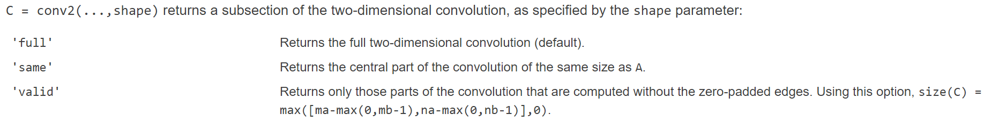 C = conv2(...,shape) returns a subsection of the two-dimensional convolution, as specified by the shape parameter:
'full' Returns the full two-dimensional convolution (default).
'same' Returns the central part of the convolution of the same size as A.
'valid' Returns only those parts of the convolution that are computed without the zero-padded edges. Using this option, size(C) =
max([ma-max(0,mb-1),na-max(0,nb-1)],0).